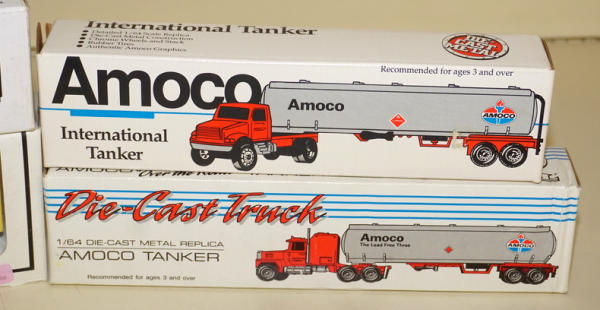 International Tanker
Detailed 1/64 Scale Replica
Die-Cast Metal Construction
Chrome Wheels and Stack
Rubber Tires
Authentic Amoco Graphics
DIE-
CAST
METAL
Recommended for ages 3 and over
Amoco
Amoco
AMOCO
International
Tanker
Die-Cast Truck
1/64 DIE-CAST METAL REPLICA
AMOCO TANKER
Recommended for ages 3 and over
Amoco
The Lead Free Three
AMOCO